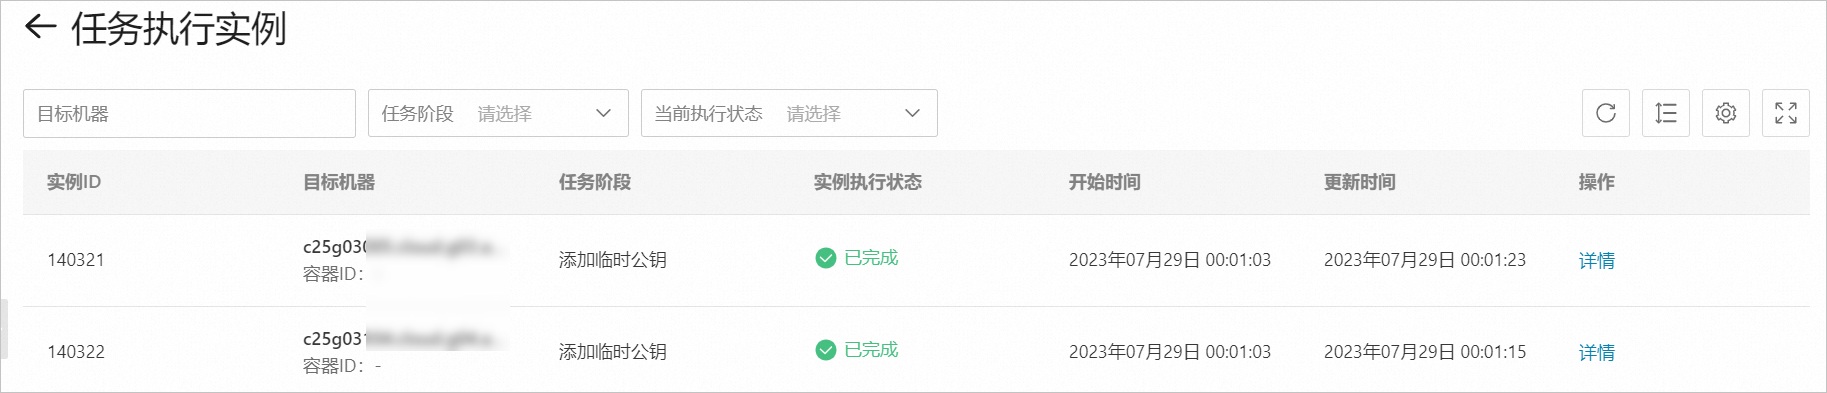 任务执行实例
目标机器 任务阶段 请选择 当前执行状态 请选择
实例ID 目标机器 任务阶段 实例执行状态 开始时间 更新时间 操作
140321 c25g030 容器ID： 添加临时公钥 已完成 2023年07月29日 00:01:03 2023年07月29日 00:01:23 详情
140322 c25g031 容器ID：- 添加临时公钥 已完成 2023年07月29日 00:01:03 2023年07月29日 00:01:15 详情